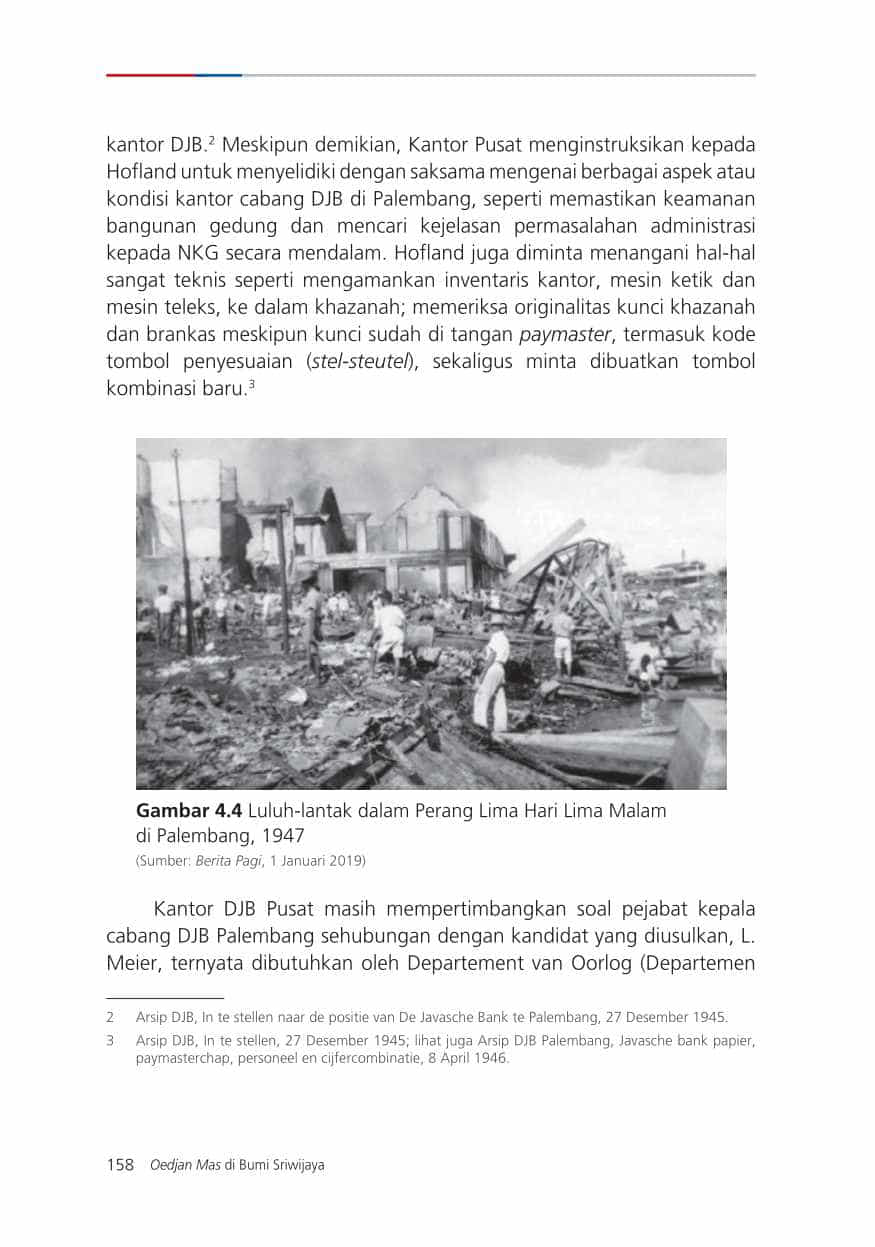 kantor DJB.² Meskipun demikian, Kantor Pusat menginstruksikan kepada
Hofland untuk menyelidiki dengan saksama mengenai berbagai aspek atau
kondisi kantor cabang DJB di Palembang, seperti memastikan keamanan
bangunan gedung dan mencari kejelasan permasalahan administrasi
kepada NKG secara mendalam. Hofland juga diminta menangani hal-hal
sangat teknis seperti mengamankan inventaris kantor, mesin ketik dan
mesin teleks, ke dalam khazanah; memeriksa originalitas kunci khazanah
dan brankas meskipun kunci sudah di tangan paymaster, termasuk kode
tombol penyesuaian (stel-steutel), sekaligus minta dibuatkan tombol
kombinasi baru.³
Gambar 4.4 Luluh-lantak dalam Perang Lima Hari Lima Malam
di Palembang, 1947
(Sumber: Berita Pagi, 1 Januari 2019)
Kantor DJB Pusat masih mempertimbangkan soal pejabat kepala
cabang DJB Palembang sehubungan dengan kandidat yang diusulkan, L.
Meier, ternyata dibutuhkan oleh Departement van Oorlog (Departemen
2 Arsip DJB, In te stellen naar de positie van De Javasche Bank te Palembang, 27 Desember 1945.
3 Arsip DJB, In te stellen, 27 Desember 1945; lihat juga Arsip DJB Palembang, Javasche bank papier,
paymasterchap, personeel en cijfercombinatie, 8 April 1946.
158 Oedjan Mas di Bumi Sriwijaya